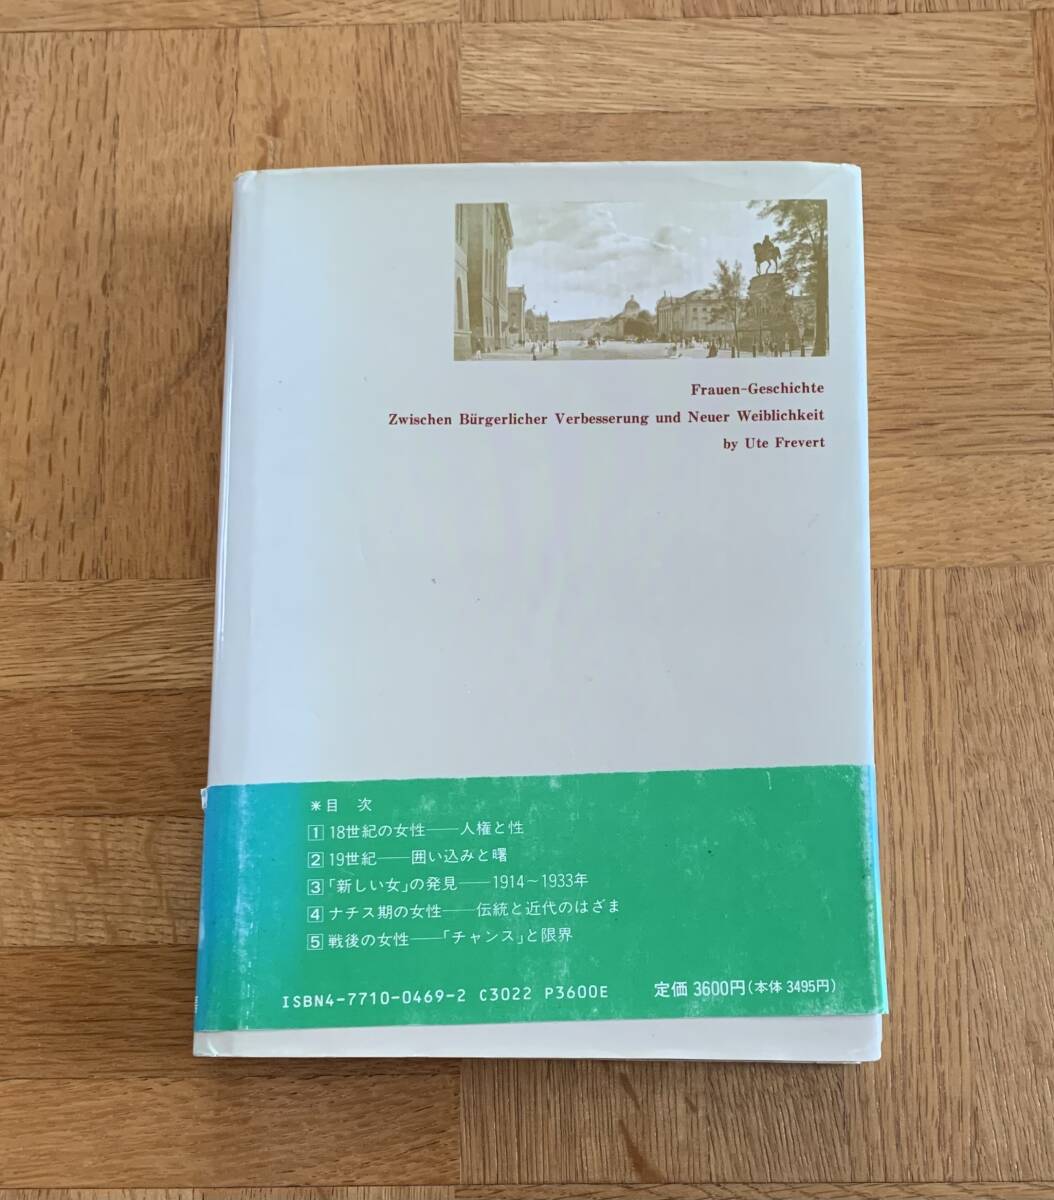 Frauen-Geschichte
Zwischen Bürgerlicher Verbesserung und Neuer Weiblichkeit
by Ute Frevert
＊目 次
1 18世紀の女性──人権と性
2 19世紀──囲い込みと曙
3 「新しい女」の発見──1914～1933年
4 ナチス期の女性──伝統と近代のはざま
5 戦後の女性──「チャンス」と限界
ISBN4-7710-0469-2 C3022 P3600E 定価 3600円(本体 3495円)